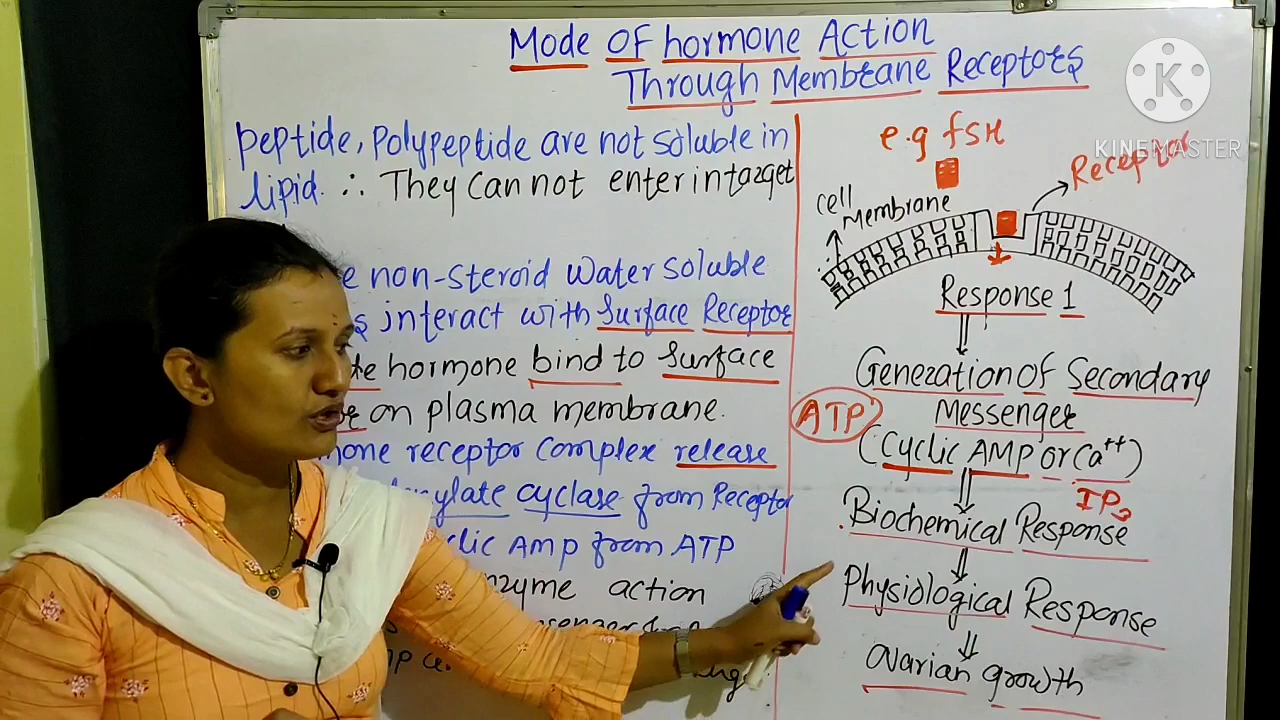 Mode of hormone Action
Through Membrane Receptors
K
KINEMASTER
peptide, polypeptide are not soluble in
lipid. ∴ They can not enter in target
non-steroid water soluble
interact with Surface Receptor
hormone bind to Surface
on plasma membrane.
receptor complex release
cyclase from Receptor
AMP from ATP
action
e.g FSH
Receptor
cell
Membrane
Response 1
Generation of Secondary
Messenger
ATP
(Cyclic AMP or Ca++)
IP3
Biochemical Response
Physiological Response
Ovarian growth